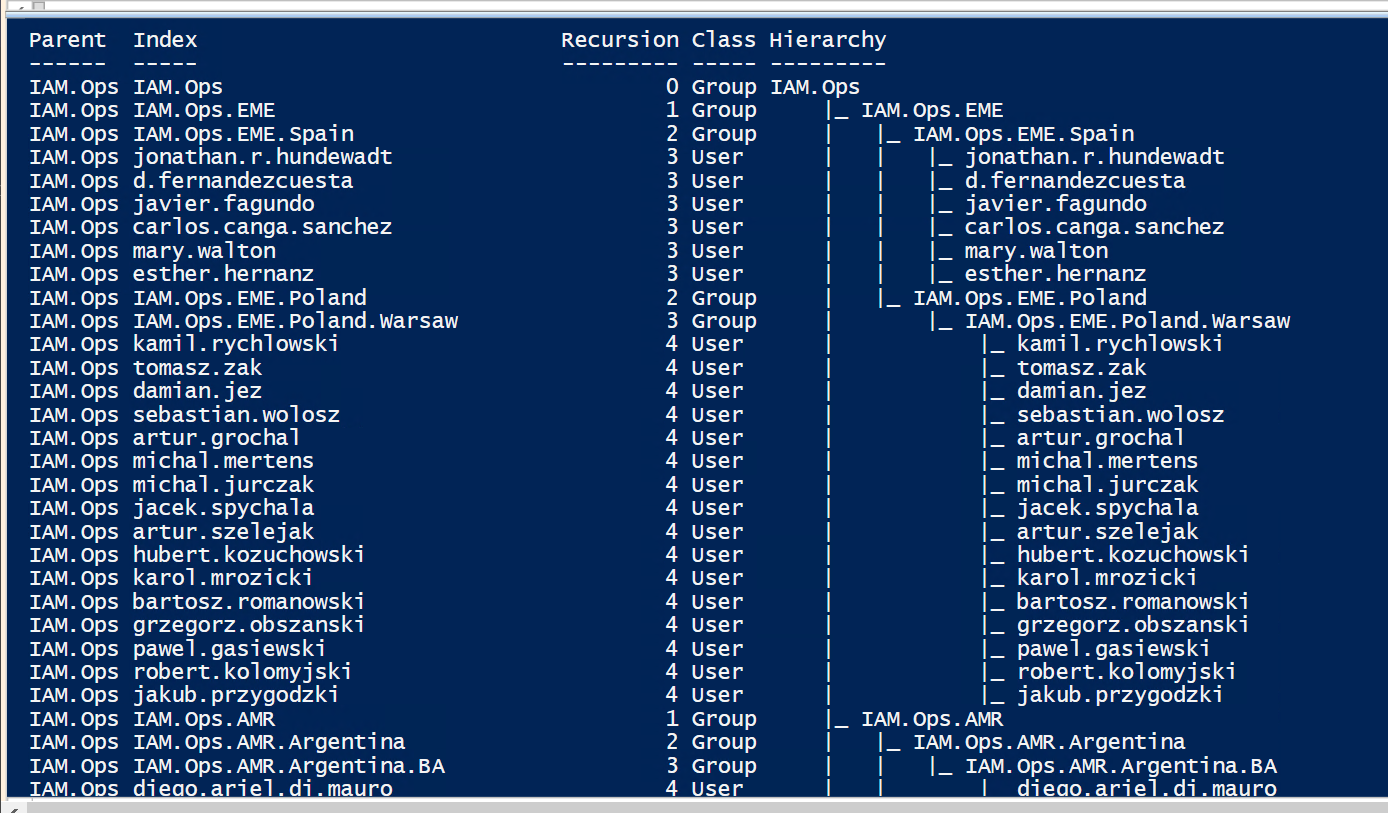 Parent  Index                            Recursion Class Hierarchy
------  -----                            --------- ----- ---------
IAM.Ops IAM.Ops                                  0 Group IAM.Ops
IAM.Ops IAM.Ops.EME                              1 Group     |_ IAM.Ops.EME
IAM.Ops IAM.Ops.EME.Spain                        2 Group     |   |_ IAM.Ops.EME.Spain
IAM.Ops jonathan.r.hundewadt                     3 User      |   |   |_ jonathan.r.hundewadt
IAM.Ops d.fernandezcuesta                        3 User      |   |   |_ d.fernandezcuesta
IAM.Ops javier.fagundo                           3 User      |   |   |_ javier.fagundo
IAM.Ops carlos.canga.sanchez                     3 User      |   |   |_ carlos.canga.sanchez
IAM.Ops mary.walton                              3 User      |   |   |_ mary.walton
IAM.Ops esther.hernanz                           3 User      |   |   |_ esther.hernanz
IAM.Ops IAM.Ops.EME.Poland                       2 Group     |   |_ IAM.Ops.EME.Poland
IAM.Ops IAM.Ops.EME.Poland.Warsaw                3 Group     |       |_ IAM.Ops.EME.Poland.Warsaw
IAM.Ops kamil.rychlowski                         4 User      |           |_ kamil.rychlowski
IAM.Ops tomasz.zak                               4 User      |           |_ tomasz.zak
IAM.Ops damian.jez                               4 User      |           |_ damian.jez
IAM.Ops sebastian.wolosz                         4 User      |           |_ sebastian.wolosz
IAM.Ops artur.grochal                            4 User      |           |_ artur.grochal
IAM.Ops michal.mertens                           4 User      |           |_ michal.mertens
IAM.Ops michal.jurczak                           4 User      |           |_ michal.jurczak
IAM.Ops jacek.spychala                           4 User      |           |_ jacek.spychala
IAM.Ops artur.szelejak                           4 User      |           |_ artur.szelejak
IAM.Ops hubert.kozuchowski                       4 User      |           |_ hubert.kozuchowski
IAM.Ops karol.mrozicki                           4 User      |           |_ karol.mrozicki
IAM.Ops bartosz.romanowski                       4 User      |           |_ bartosz.romanowski
IAM.Ops grzegorz.obszanski                       4 User      |           |_ grzegorz.obszanski
IAM.Ops pawel.gasiewski                          4 User      |           |_ pawel.gasiewski
IAM.Ops robert.kolomyjski                        4 User      |           |_ robert.kolomyjski
IAM.Ops jakub.przygodzki                         4 User      |           |_ jakub.przygodzki
IAM.Ops IAM.Ops.AMR                              1 Group     |_ IAM.Ops.AMR
IAM.Ops IAM.Ops.AMR.Argentina                    2 Group     |   |_ IAM.Ops.AMR.Argentina
IAM.Ops IAM.Ops.AMR.Argentina.BA                 3 Group     |   |   |_ IAM.Ops.AMR.Argentina.BA
IAM.Ops diego.ariel.di.mauro                     4 User      |   |       | diego.ariel.di.mauro